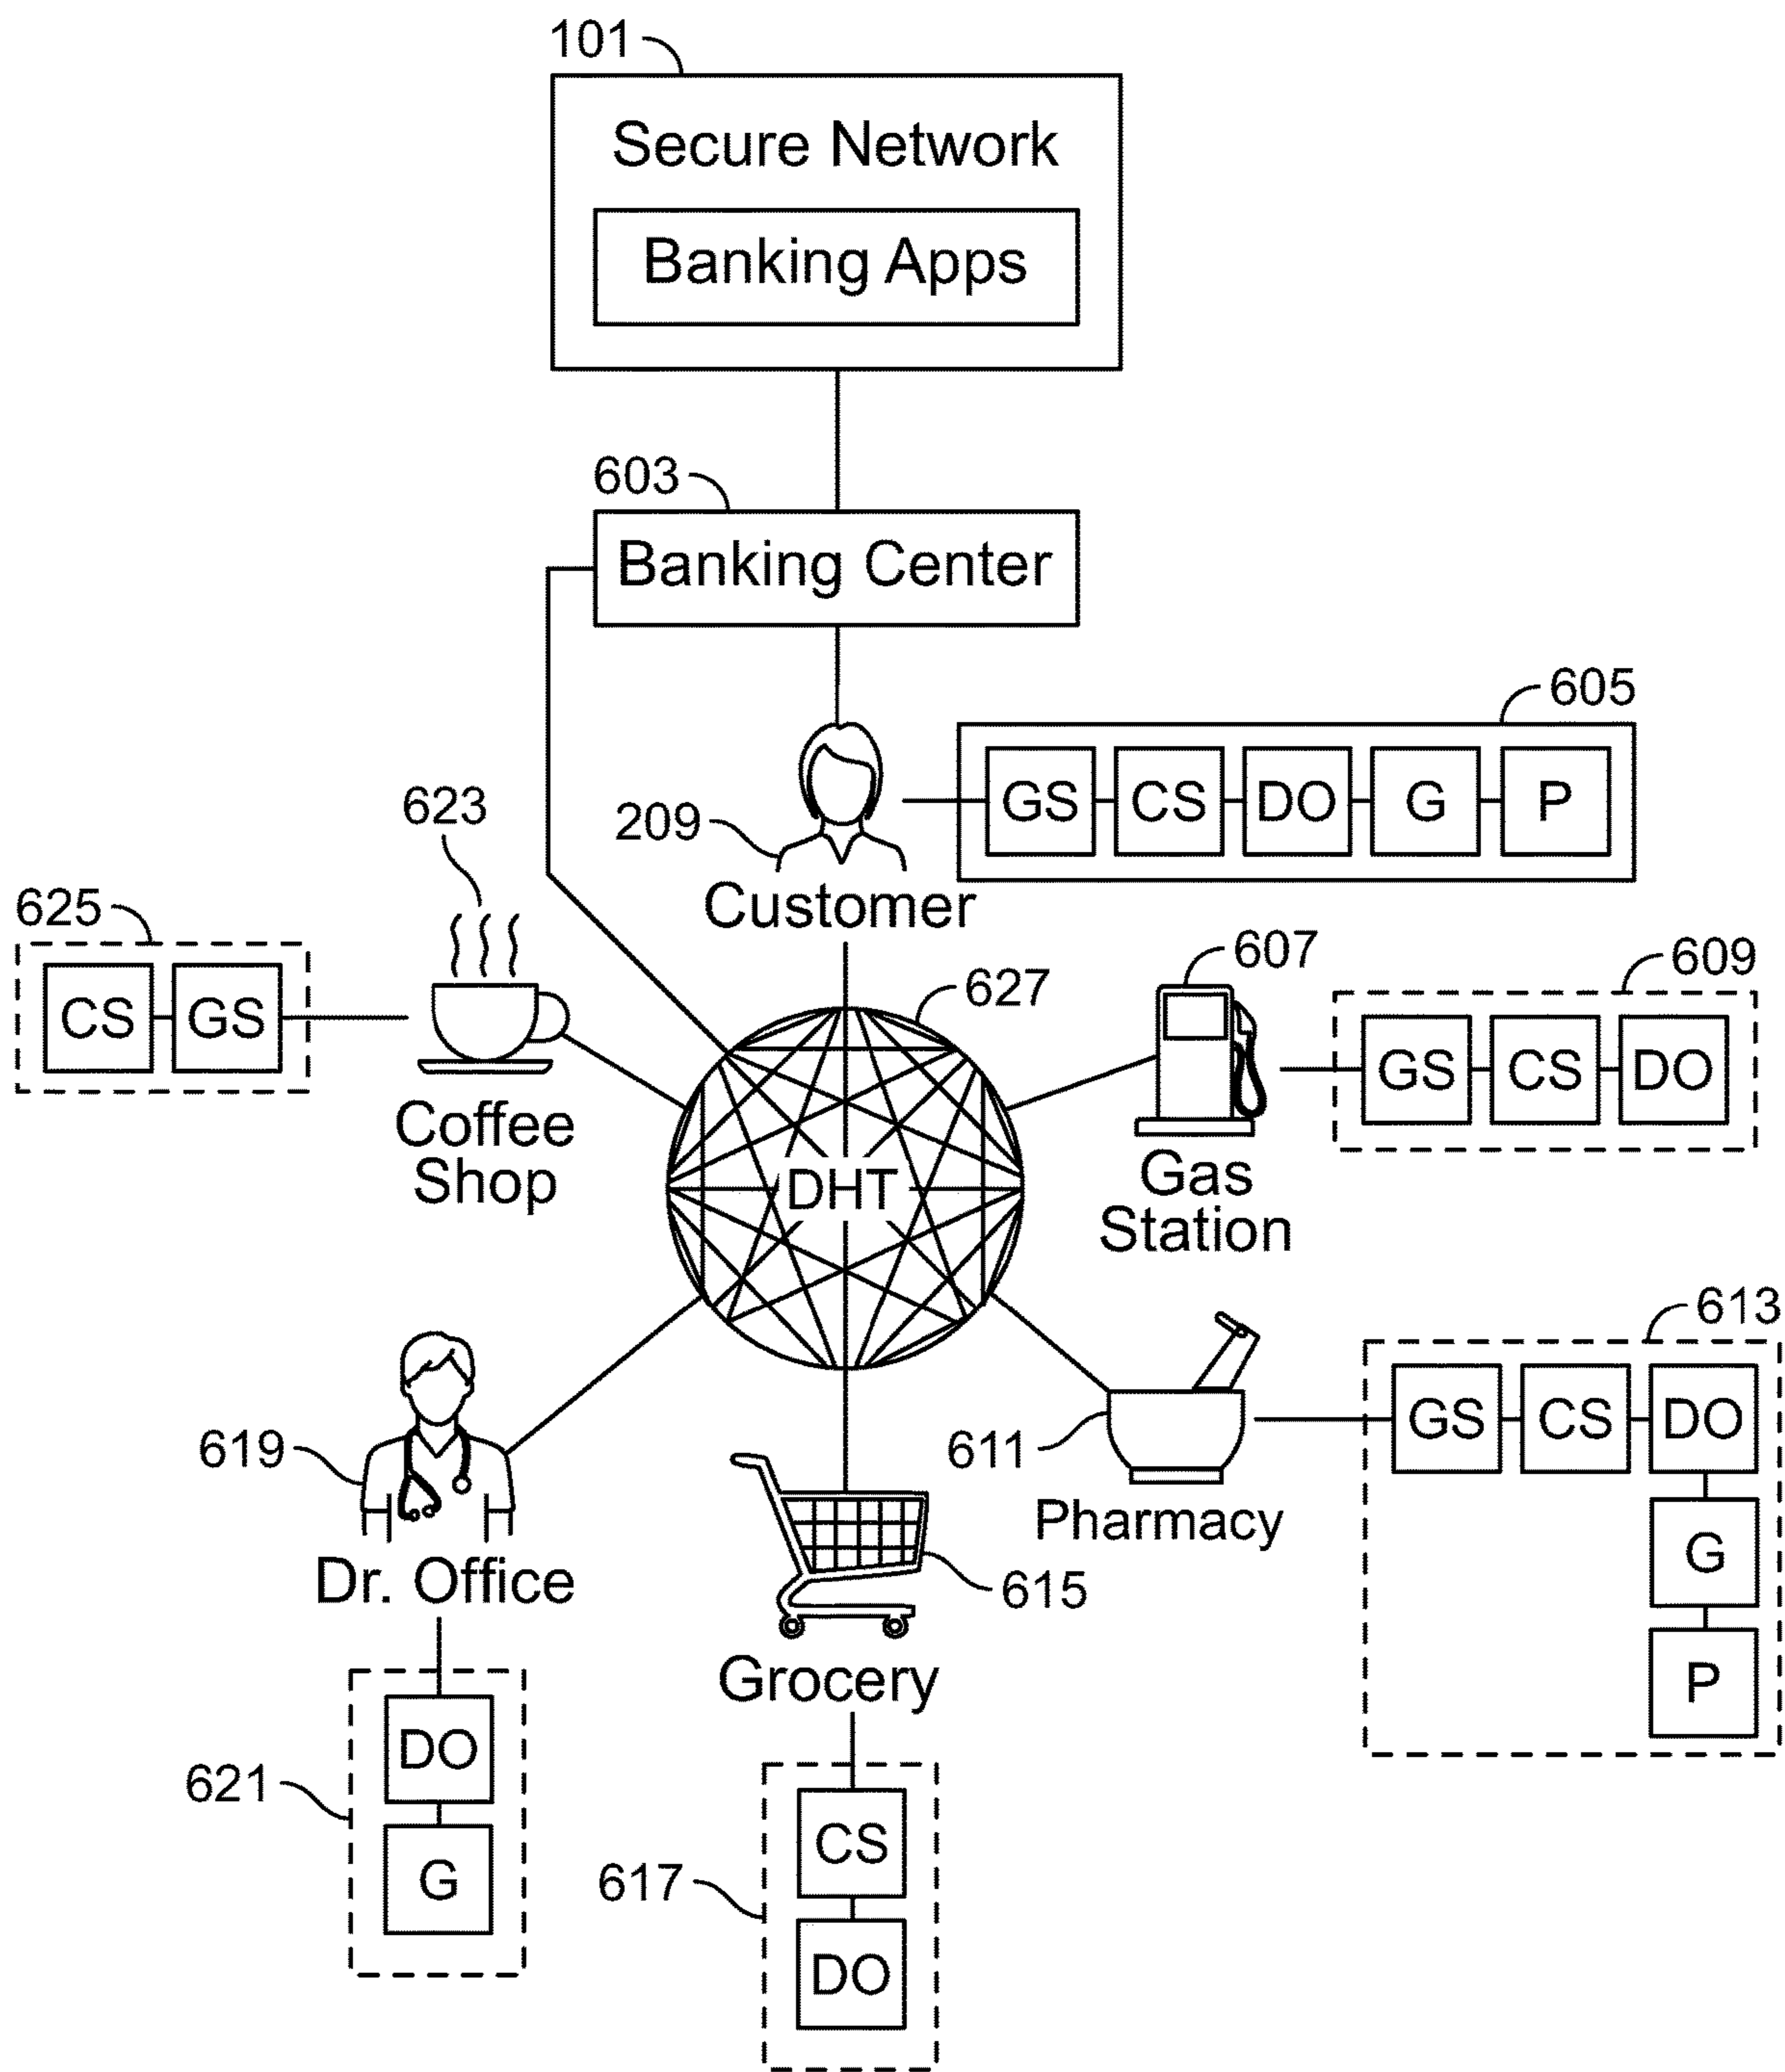 101
Secure Network
Banking Apps
603
Banking Center
605
GS CS DO G P
209
Customer
623
625
CS GS
Coffee
Shop
627
607
609
GS CS DO
Gas
Station
DHT
613
GS CS DO
G
P
611
Pharmacy
619
Dr. Office
615
Grocery
621
DO
G
617
CS
DO